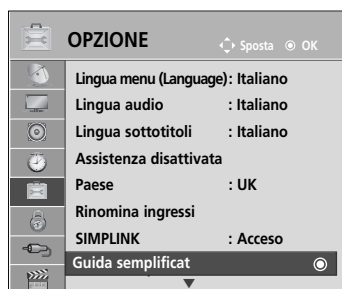 OPZIONE
Sposta OK
Lingua menu (Language): Italiano
Lingua audio : Italiano
Lingua sottotitoli : Italiano
Assistenza disattivata
Paese : UK
Rinomina ingressi
SIMPLINK : Acceso
Guida semplificat